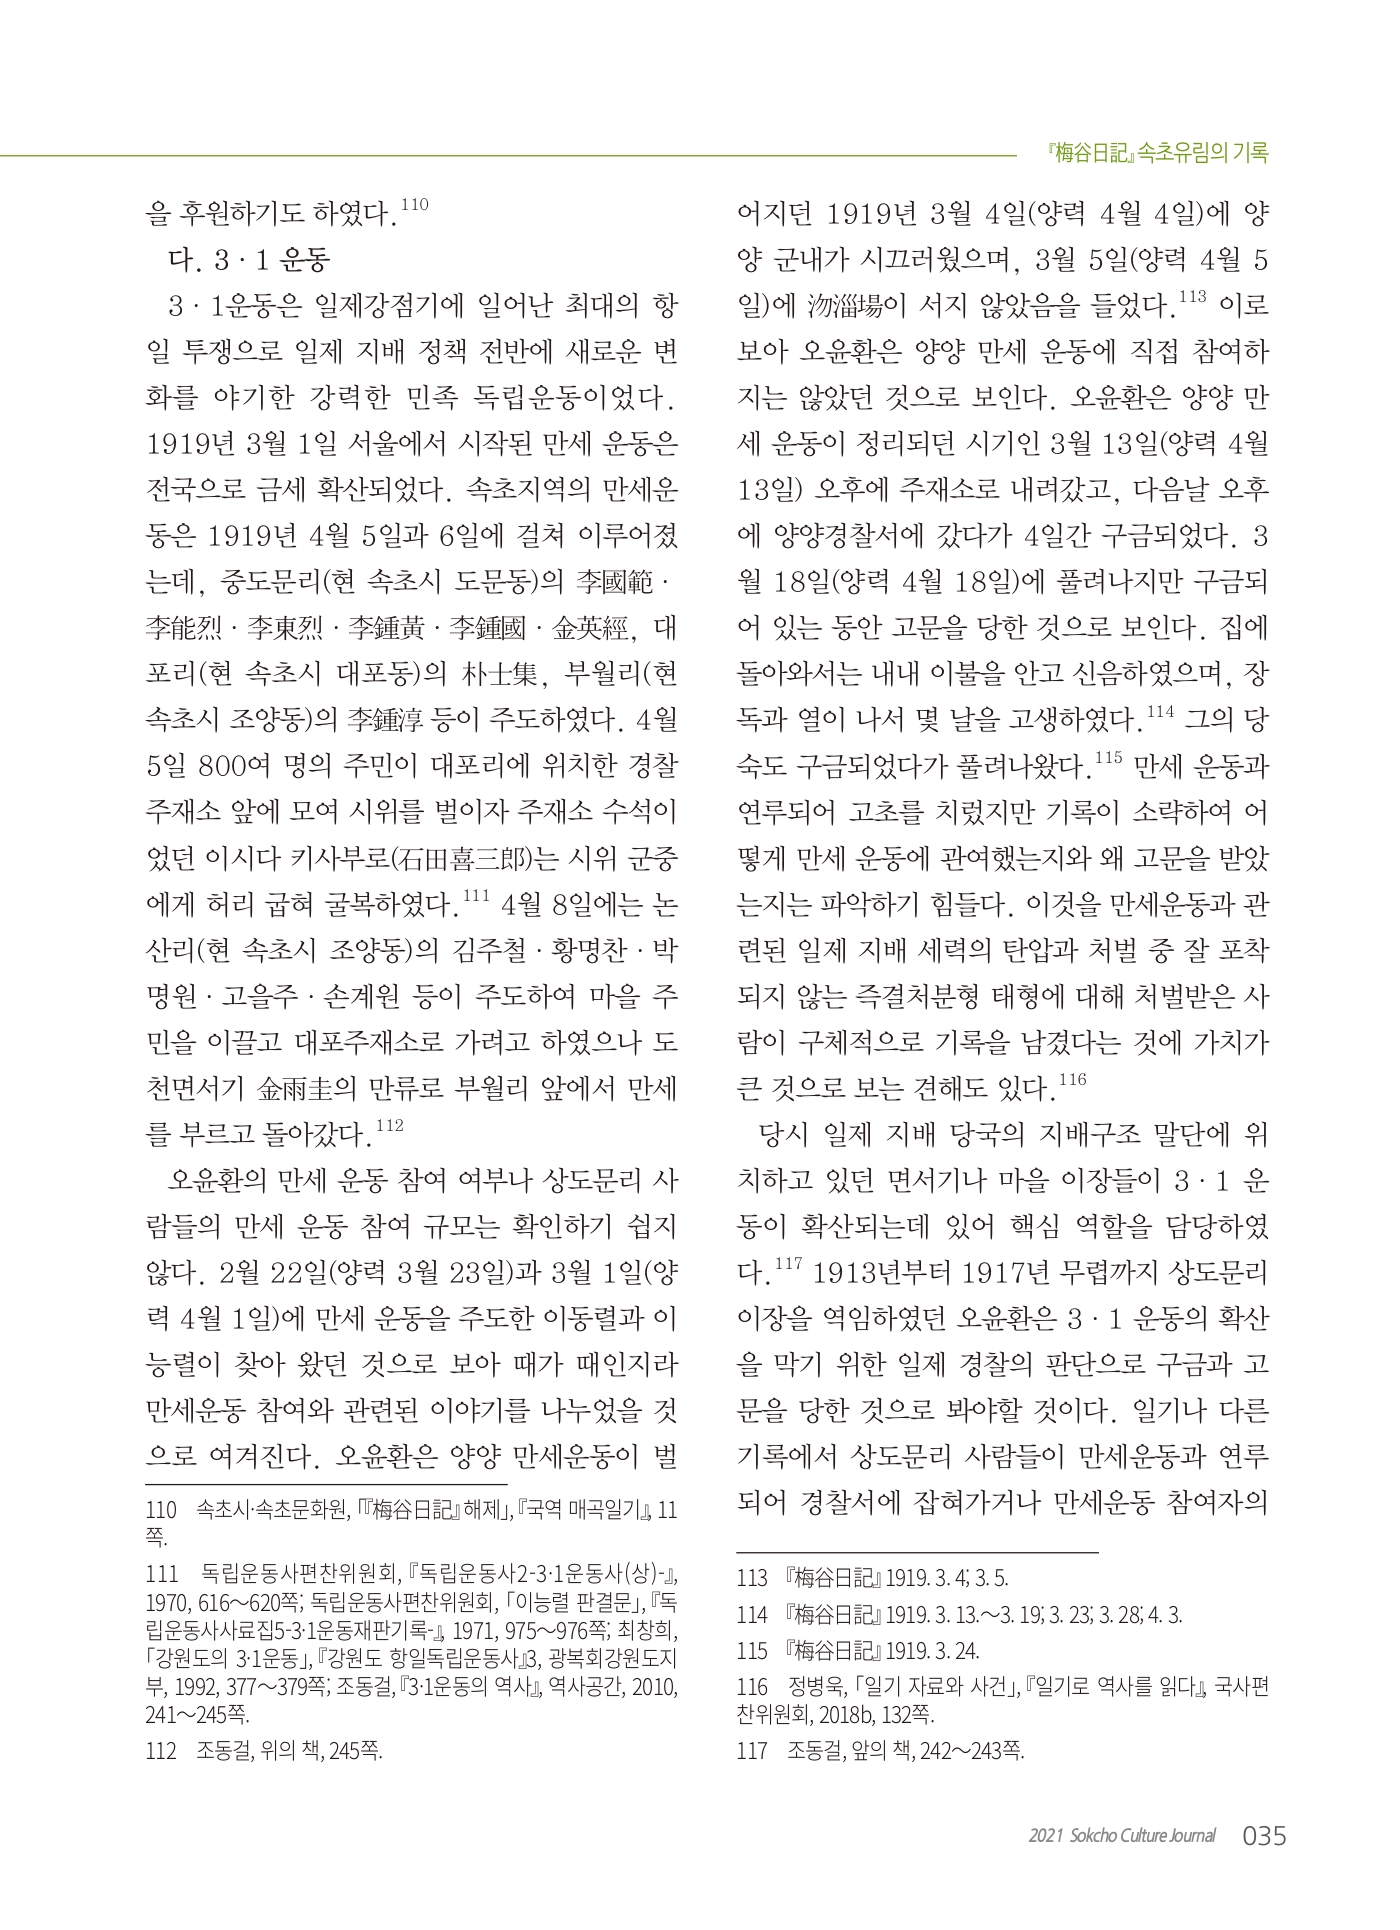 『梅谷日記』속초유림의 기록
을 후원하기도 하였다.110
다. 3 · 1 운동
3 · 1운동은 일제강점기에 일어난 최대의 항
일 투쟁으로 일제 지배 정책 전반에 새로운 변
화를 야기한 강력한 민족 독립운동이었다.
1919년 3월 1일 서울에서 시작된 만세 운동은
전국으로 금세 확산되었다. 속초지역의 만세운
동은 1919년 4월 5일과 6일에 걸쳐 이루어졌
는데, 중도문리(현 속초시 도문동)의 李國範 ·
李能烈 · 李東烈 · 李鍾黃 · 李鍾國 · 金英經, 대
포리(현 속초시 대포동)의 朴士集, 부월리(현
속초시 조양동)의 李鍾淳 등이 주도하였다. 4월
5일 800여 명의 주민이 대포리에 위치한 경찰
주재소 앞에 모여 시위를 벌이자 주재소 수석이
었던 이시다 키사부로(石田喜三郎)는 시위 군중
에게 허리 굽혀 굴복하였다.111 4월 8일에는 논
산리(현 속초시 조양동)의 김주철 · 황명찬 · 박
명원 · 고을주 · 손계원 등이 주도하여 마을 주
민을 이끌고 대포주재소로 가려고 하였으나 도
천면서기 金雨圭의 만류로 부월리 앞에서 만세
를 부르고 돌아갔다.112
오윤환의 만세 운동 참여 여부나 상도문리 사
람들의 만세 운동 참여 규모는 확인하기 쉽지
않다. 2월 22일(양력 3월 23일)과 3월 1일(양
력 4월 1일)에 만세 운동을 주도한 이동렬과 이
능렬이 찾아 왔던 것으로 보아 때가 때인지라
만세운동 참여와 관련된 이야기를 나누었을 것
으로 여겨진다. 오윤환은 양양 만세운동이 벌
110 속초시·속초문화원, 「『梅谷日記』해제」, 『국역 매곡일기』, 11
쪽.
111 독립운동사편찬위원회, 『독립운동사2-3·1운동사(상)-』,
1970, 616～620쪽; 독립운동사편찬위원회, 「이능렬 판결문」, 『독
립운동사사료집5-3·1운동재판기록-』, 1971, 975～976쪽; 최창희,
「강원도의 3·1운동」, 『강원도 항일독립운동사』3, 광복회강원도지
부, 1992, 377～379쪽; 조동걸, 『3·1운동의 역사』, 역사공간, 2010,
241～245쪽.
112 조동걸, 위의 책, 245쪽.
어지던 1919년 3월 4일(양력 4월 4일)에 양
양 군내가 시끄러웠으며, 3월 5일(양력 4월 5
일)에 沕淄場이 서지 않았음을 들었다.113 이로
보아 오윤환은 양양 만세 운동에 직접 참여하
지는 않았던 것으로 보인다. 오윤환은 양양 만
세 운동이 정리되던 시기인 3월 13일(양력 4월
13일) 오후에 주재소로 내려갔고, 다음날 오후
에 양양경찰서에 갔다가 4일간 구금되었다. 3
월 18일(양력 4월 18일)에 풀려나지만 구금되
어 있는 동안 고문을 당한 것으로 보인다. 집에
돌아와서는 내내 이불을 안고 신음하였으며, 장
독과 열이 나서 몇 날을 고생하였다.114 그의 당
숙도 구금되었다가 풀려나왔다.115 만세 운동과
연루되어 고초를 치렀지만 기록이 소략하여 어
떻게 만세 운동에 관여했는지와 왜 고문을 받았
는지는 파악하기 힘들다. 이것을 만세운동과 관
련된 일제 지배 세력의 탄압과 처벌 중 잘 포착
되지 않는 즉결처분형 태형에 대해 처벌받은 사
람이 구체적으로 기록을 남겼다는 것에 가치가
큰 것으로 보는 견해도 있다.116
당시 일제 지배 당국의 지배구조 말단에 위
치하고 있던 면서기나 마을 이장들이 3 · 1 운
동이 확산되는데 있어 핵심 역할을 담당하였
다.117 1913년부터 1917년 무렵까지 상도문리
이장을 역임하였던 오윤환은 3 · 1 운동의 확산
을 막기 위한 일제 경찰의 판단으로 구금과 고
문을 당한 것으로 봐야할 것이다. 일기나 다른
기록에서 상도문리 사람들이 만세운동과 연루
되어 경찰서에 잡혀가거나 만세운동 참여자의
113 『梅谷日記』1919. 3. 4; 3. 5.
114 『梅谷日記』1919. 3. 13.～3. 19; 3. 23; 3. 28; 4. 3.
115 『梅谷日記』1919. 3. 24.
116 정병욱, 「일기 자료와 사건」, 『일기로 역사를 읽다』, 국사편
찬위원회, 2018b, 132쪽.
117 조동걸, 앞의 책, 242～243쪽.
2021 Sokcho Culture Journal 035